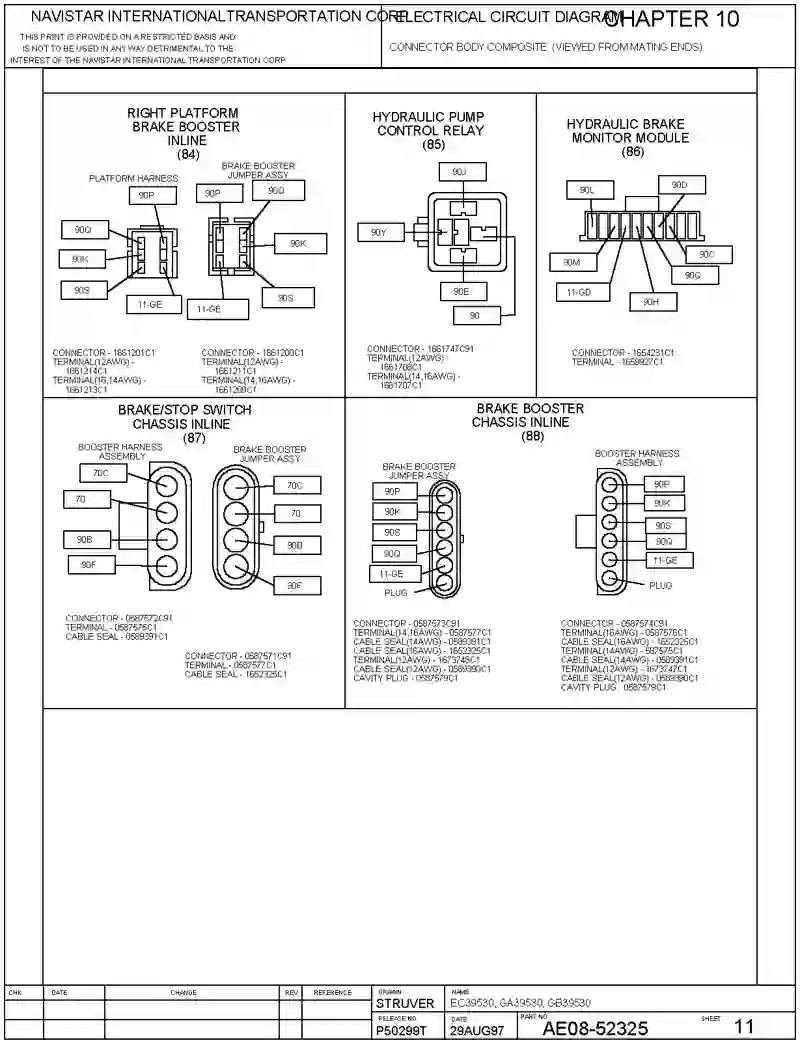 NAVISTAR INTERNATIONAL TRANSPORTATION CORP.
THIS PRINT IS PROVIDED ON A RESTRICTED BASIS AND
IS NOT TO BE USED IN ANY WAY DETRIMENTAL TO THE
INTEREST OF THE NAVISTAR INTERNATIONAL TRANSPORTATION CORP
ELECTRICAL CIRCUIT DIAGRAM
CHAPTER 10
CONNECTOR BODY COMPOSITE (VIEWED FROM MATING ENDS)
RIGHT PLATFORM
BRAKE BOOSTER
INLINE
(84)
PLATFORM HARNESS
90P
90Q
90K
90S
11-GE
BRAKE BOOSTER
JUMPER ASSY
90P
90Q
90K
90S
11-GE
CONNECTOR - 1661201C1
TERMINAL(12AWG) -
1661214C1
TERMINAL(16,14AWG) -
1661213C1
CONNECTOR - 1661200C1
TERMINAL(12AWG) -
1661211C1
TERMINAL(14,16AWG) -
HYDRAULIC PUMP
CONTROL RELAY
(85)
90J
90Y
90E
90
CONNECTOR - 1661747C91
TERMINAL(12AWG) -
1661708C1
TERMINAL(14,16AWG) -
1661707C1
HYDRAULIC BRAKE
MONITOR MODULE
(86)
90L
90D
90M
90C
11-GD
90H
CONNECTOR - 1654231C1
TERMINAL - 1659927C1
BRAKE/STOP SWITCH
CHASSIS INLINE
(87)
BOOSTER HARNESS
ASSEMBLY
70C
70
90B
90F
BRAKE BOOSTER
JUMPER ASSY
70C
70
90B
90F
CONNECTOR - 0587572C91
TERMINAL - 0587576C1
CABLE SEAL - 0589391C1
CONNECTOR - 0587571C91
TERMINAL - 0587577C1
CABLE SEAL - 1652325C1
BRAKE BOOSTER
CHASSIS INLINE
(88)
BRAKE BOOSTER
JUMPER ASSY
90P
90K
90S
90Q
11-GE
PLUG
BOOSTER HARNESS
ASSEMBLY
90P
90K
90S
90Q
11-GE
PLUG
CONNECTOR - 0587573C91
TERMINAL(14,16AWG) - 0587577C1
CABLE SEAL(14AWG) - 0589391C1
CABLE SEAL(16AWG) - 1652325C1
TERMINAL(12AWG) - 1673748C1
CABLE SEAL(12AWG) - 0589390C1
CAVITY PLUG - 0587579C1
CONNECTOR - 0587574C91
TERMINAL(16AWG) - 0587576C1
CABLE SEAL(16AWG) - 1652325C1
TERMINAL(14AWG) - 587575C1
CABLE SEAL(14AWG) - 0589391C1
TERMINAL(12AWG) - 1673747C1
CABLE SEAL(12AWG) - 0589390C1
CAVITY PLUG 0587579C1
CHK DATE CHANGE REV REFERENCE
DRAWN
STRUVER
NAME
EC39530, GA39530, GB39530
RELEASE NO.
P50299T
DATE
29AUG97
PART NO
AE08-52325
SHEET 11